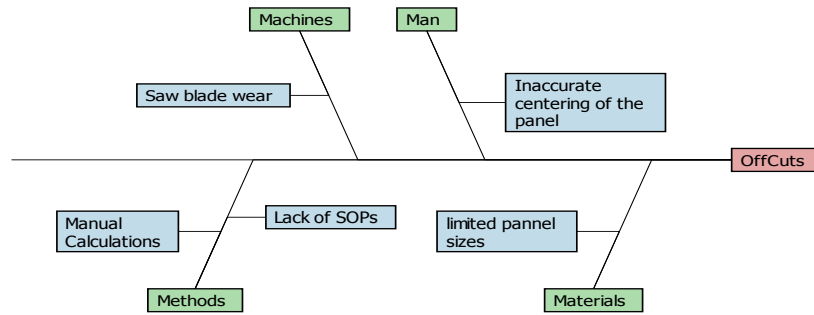 Machines
Man
Saw blade wear
Inaccurate
centering of the
panel
OffCuts
Manual
Calculations
Lack of SOPs
limited pannel
sizes
Methods
Materials